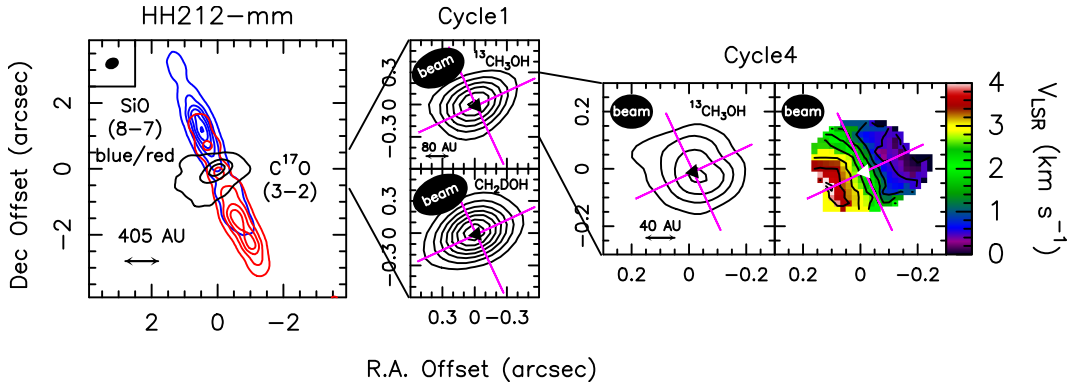 HH212−mm
Cycle1
Cycle4
Dec Offset (arcsec)
2
0
−2
SiO
(8−7)
blue/red
C¹⁷O
(3−2)
405 AU
2 0 −2
0.3
0
−0.3
beam
¹³CH₃OH
80 AU
0.3
0
−0.3
beam
CH₂DOH
0.3 0 −0.3
0.2
0
−0.2
beam
¹³CH₃OH
40 AU
0.2 0 −0.2
beam
0.2 0 −0.2
4
3
2
1
0
V_LSR (km s⁻¹)
R.A. Offset (arcsec)